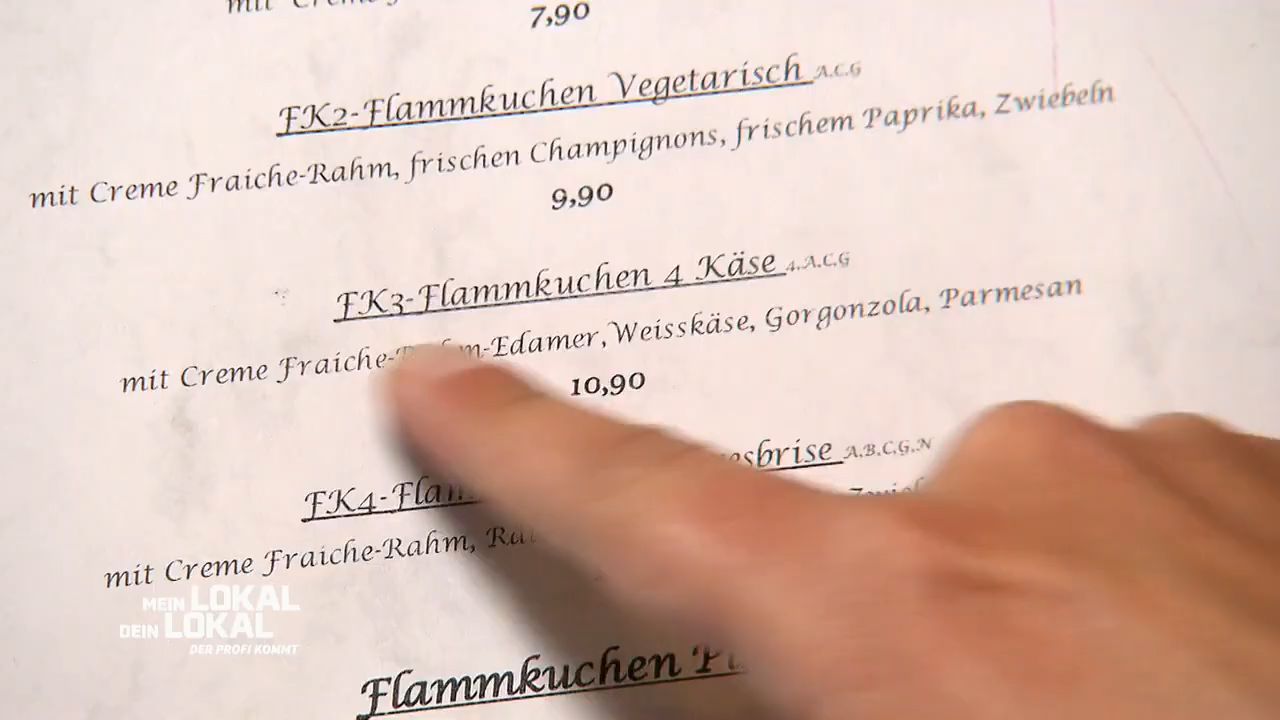 mit
7,90
FK2-Flammkuchen Vegetarisch A.C.G
mit Creme Fraiche-Rahm, frischen Champignons, frischem Paprika, Zwiebeln
9,90
FK3-Flammkuchen 4 Käse 4.A.C.G
mit Creme Fraiche- -Edamer, Weisskäse, Gorgonzola, Parmesan
10,90
FK4- A.B.C.G.N
mit Creme Fraiche-Rahm,
Flammkuchen
MEIN LOKAL
DEIN LOKAL
DER PROFI KOMMT